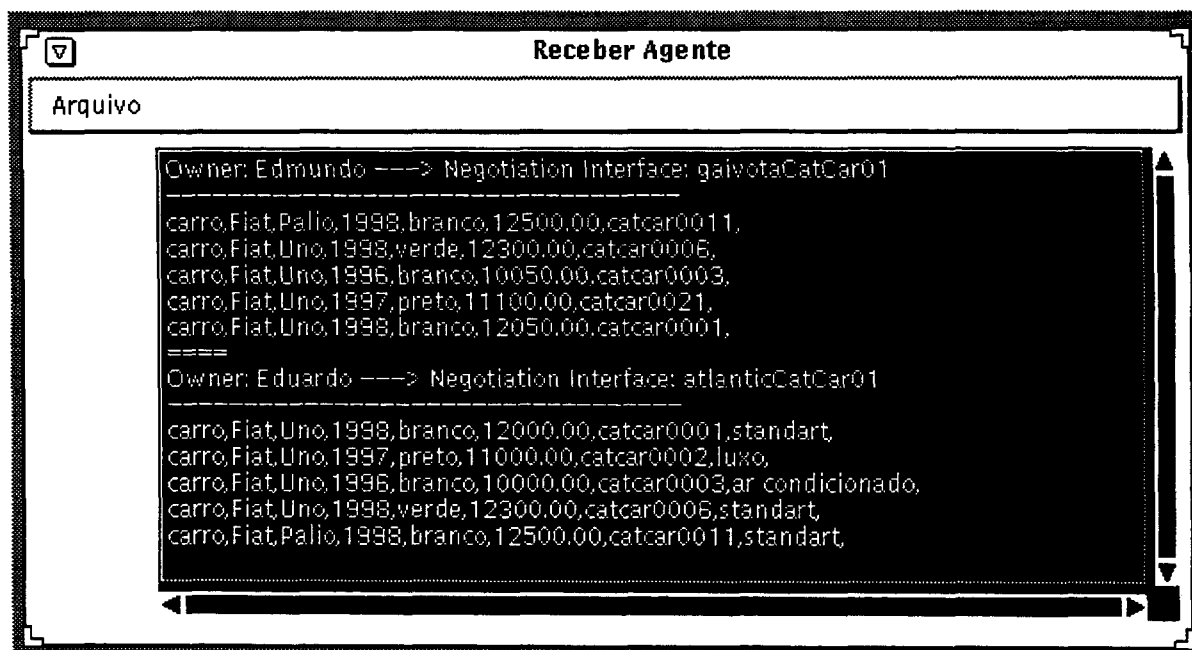 Receber Agente
Arquivo
Owner: Edmundo ---> Negotiation Interface: gaivotaCatCar01
----------------------------------
carro,Fiat,Palio,1998,branco,12500.00,catcar0011,
carro,Fiat,Uno,1998,verde,12300.00,catcar0006,
carro,Fiat,Uno,1996,branco,10050.00,catcar0003,
carro,Fiat,Uno,1997,preto,11100.00,catcar0021,
carro,Fiat,Uno,1998,branco,12050.00,catcar0001,
====
Owner: Eduardo ---> Negotiation Interface: atlanticCatCar01
----------------------------------
carro,Fiat,Uno,1998,branco,12000.00,catcar0001,standart,
carro,Fiat,Uno,1997,preto,11000.00,catcar0002,luxo,
carro,Fiat,Uno,1996,branco,10000.00,catcar0003,ar condicionado,
carro,Fiat,Uno,1998,verde,12300.00,catcar0006,standart,
carro,Fiat,Palio,1998,branco,12500.00,catcar0011,standart,